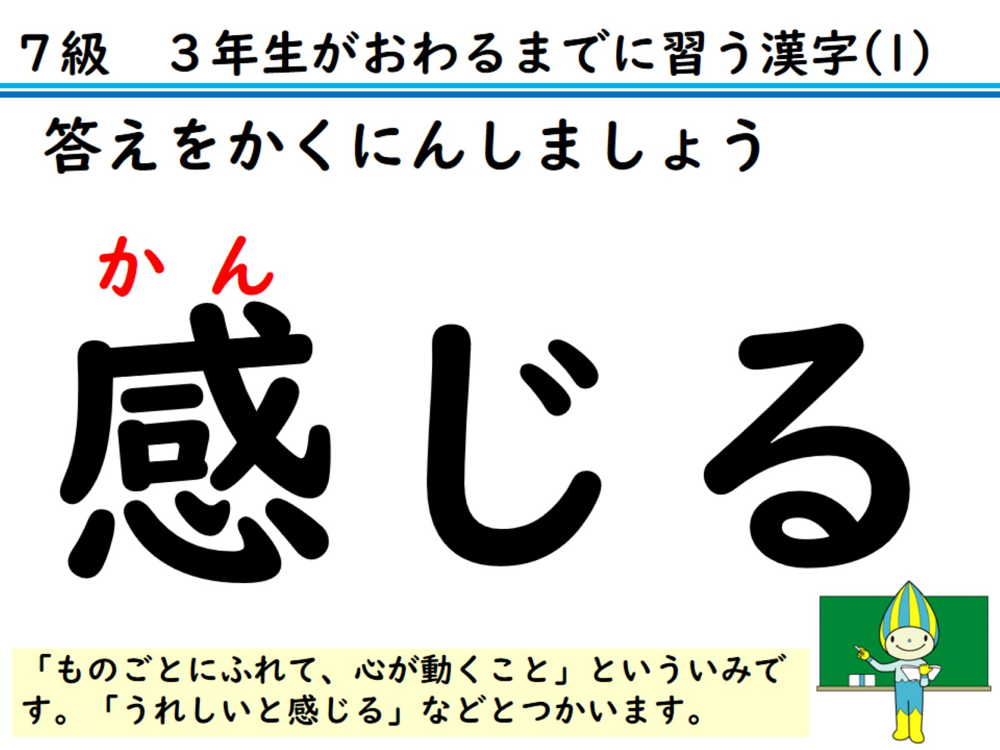 ７級　３年生がおわるまでに習う漢字(1)
答えをかくにんしましょう
かん
感じる
「ものごとにふれて、心が動くこと」といういみで
す。「うれしいと感じる」などとつかいます。